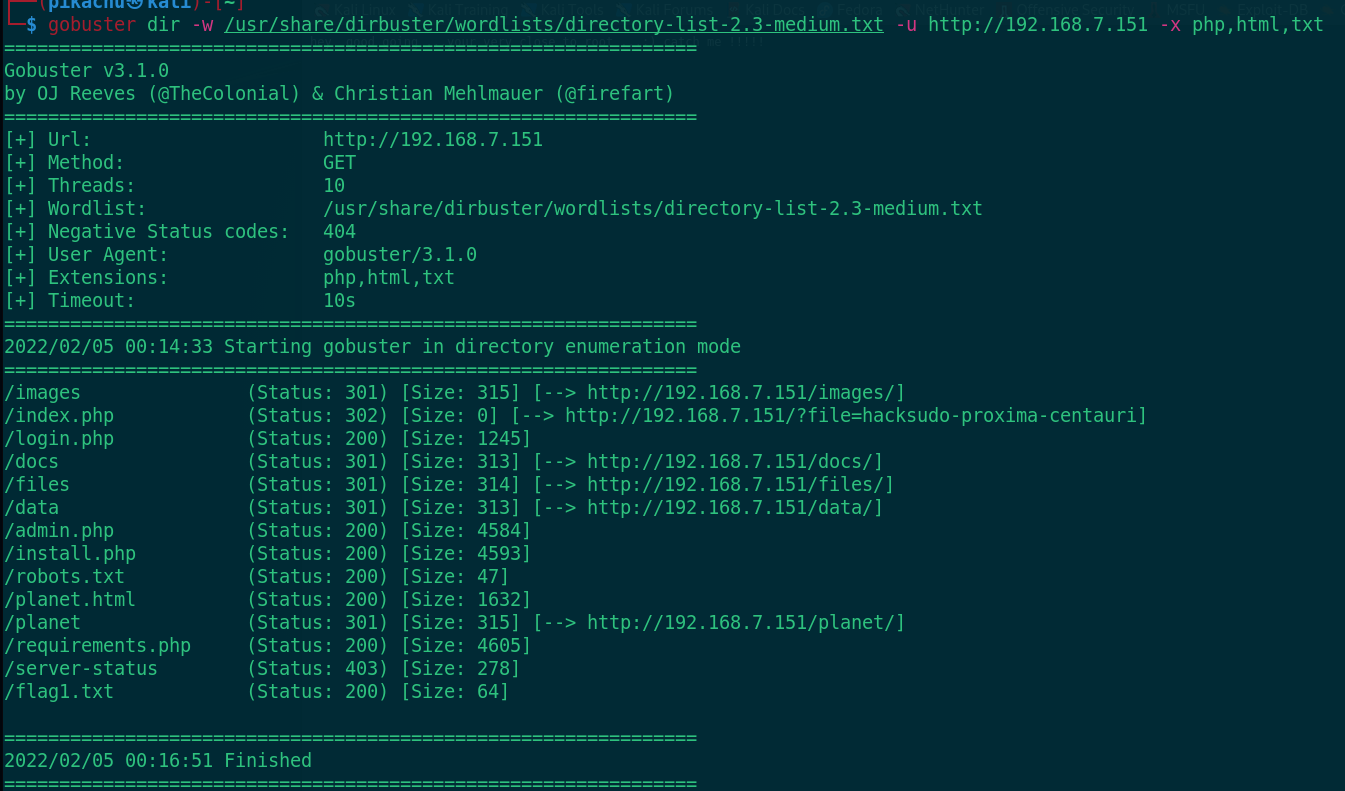 (pikachu㉿kali)-[~]
$ gobuster dir -w /usr/share/dirbuster/wordlists/directory-list-2.3-medium.txt -u http://192.168.7.151 -x php,html,txt
===============================================================
Gobuster v3.1.0
by OJ Reeves (@TheColonial) & Christian Mehlmauer (@firefart)
===============================================================
[+] Url:                     http://192.168.7.151
[+] Method:                  GET
[+] Threads:                 10
[+] Wordlist:                /usr/share/dirbuster/wordlists/directory-list-2.3-medium.txt
[+] Negative Status codes:   404
[+] User Agent:              gobuster/3.1.0
[+] Extensions:              php,html,txt
[+] Timeout:                 10s
===============================================================
2022/02/05 00:14:33 Starting gobuster in directory enumeration mode
===============================================================
/images               (Status: 301) [Size: 315] [--> http://192.168.7.151/images/]
/index.php            (Status: 302) [Size: 0] [--> http://192.168.7.151/?file=hacksudo-proxima-centauri]
/login.php            (Status: 200) [Size: 1245]
/docs                 (Status: 301) [Size: 313] [--> http://192.168.7.151/docs/]
/files                (Status: 301) [Size: 314] [--> http://192.168.7.151/files/]
/data                 (Status: 301) [Size: 313] [--> http://192.168.7.151/data/]
/admin.php            (Status: 200) [Size: 4584]
/install.php          (Status: 200) [Size: 4593]
/robots.txt           (Status: 200) [Size: 47]
/planet.html          (Status: 200) [Size: 1632]
/planet               (Status: 301) [Size: 315] [--> http://192.168.7.151/planet/]
/requirements.php     (Status: 200) [Size: 4605]
/server-status        (Status: 403) [Size: 278]
/flag1.txt            (Status: 200) [Size: 64]
===============================================================
2022/02/05 00:16:51 Finished
===============================================================